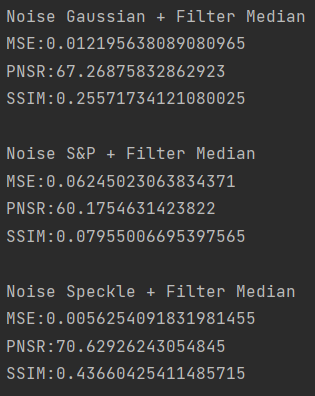 Noise Gaussian + Filter Median
MSE:0.012195638089080965
PNSR:67.26875832862923
SSIM:0.25571734121080025
Noise S&P + Filter Median
MSE:0.06245023063834371
PNSR:60.1754631423822
SSIM:0.07955006695397565
Noise Speckle + Filter Median
MSE:0.0056254091831981455
PNSR:70.62926243054845
SSIM:0.43660425411485715